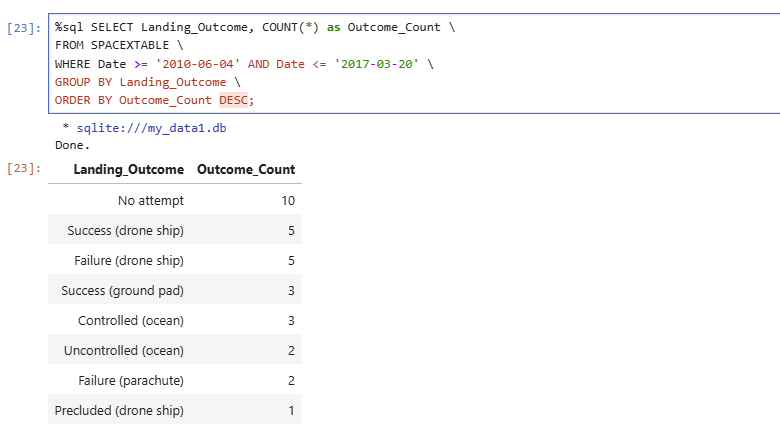 [23]: %sql SELECT Landing_Outcome, COUNT(*) as Outcome_Count \
FROM SPACEXTABLE \
WHERE Date >= '2010-06-04' AND Date <= '2017-03-20' \
GROUP BY Landing_Outcome \
ORDER BY Outcome_Count DESC;
* sqlite:///my_data1.db
Done.
[23]: Landing_Outcome Outcome_Count
No attempt 10
Success (drone ship) 5
Failure (drone ship) 5
Success (ground pad) 3
Controlled (ocean) 3
Uncontrolled (ocean) 2
Failure (parachute) 2
Precluded (drone ship) 1